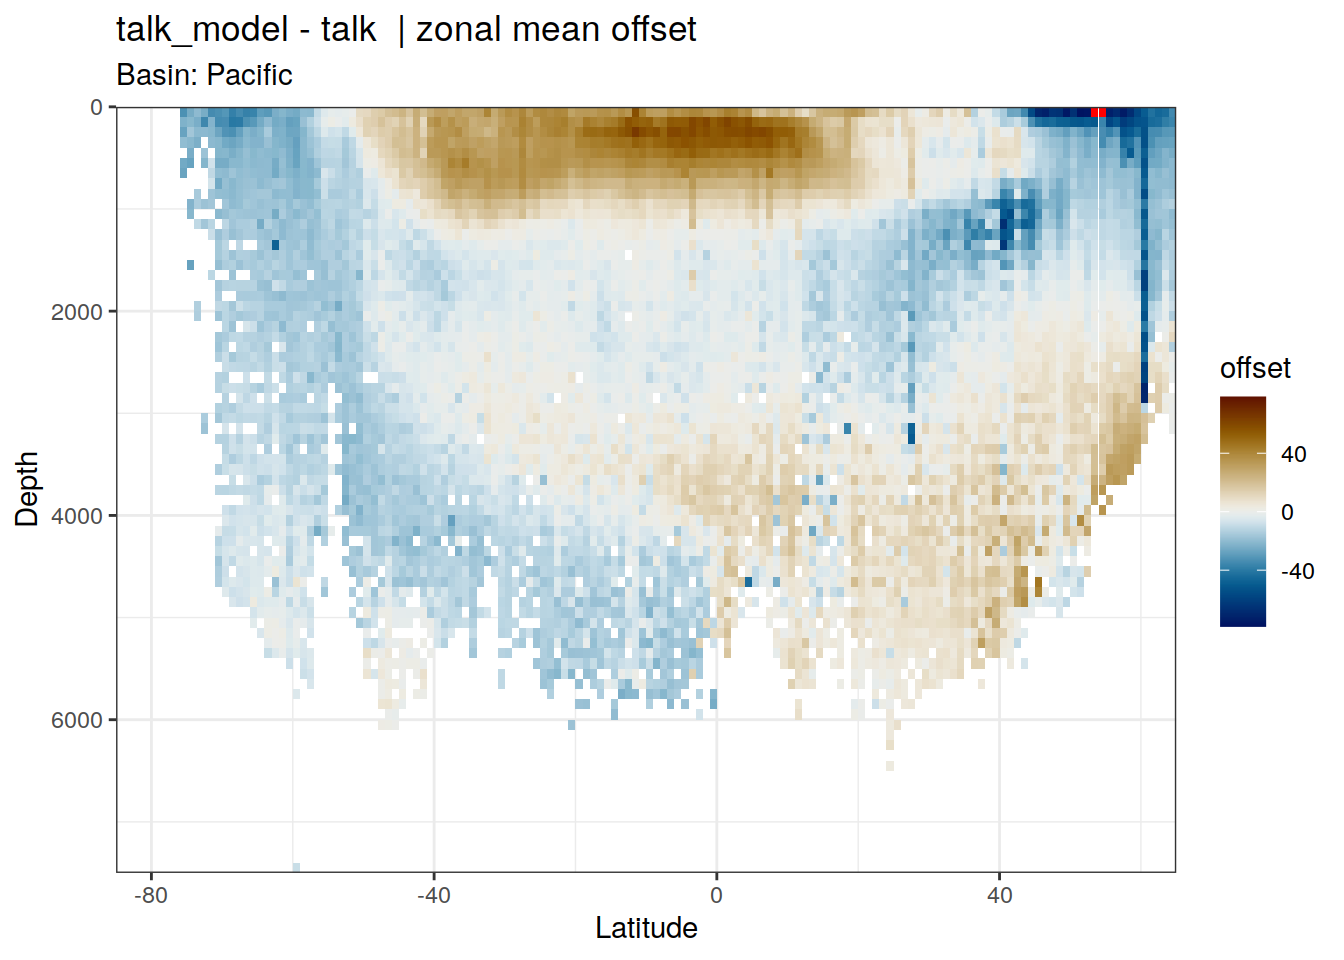 talk_model - talk  | zonal mean offset
Basin: Pacific
0
2000
4000
6000
Depth
-80
-40
0
40
Latitude
offset
40
0
-40